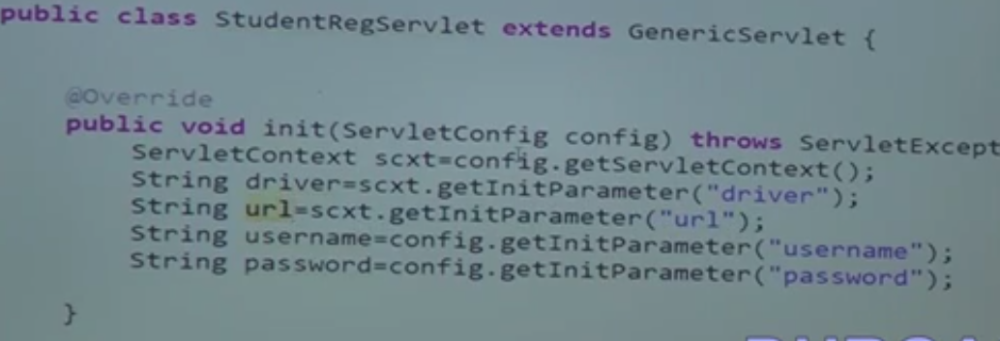 public class StudentRegServlet extends GenericServlet {
@Override
public void init(ServletConfig config) throws ServletExcept
ServletContext scxt=config.getServletContext();
String driver=scxt.getInitParameter("driver");
String url=scxt.getInitParameter("url");
String username=config.getInitParameter("username");
String password=config.getInitParameter("password");
}